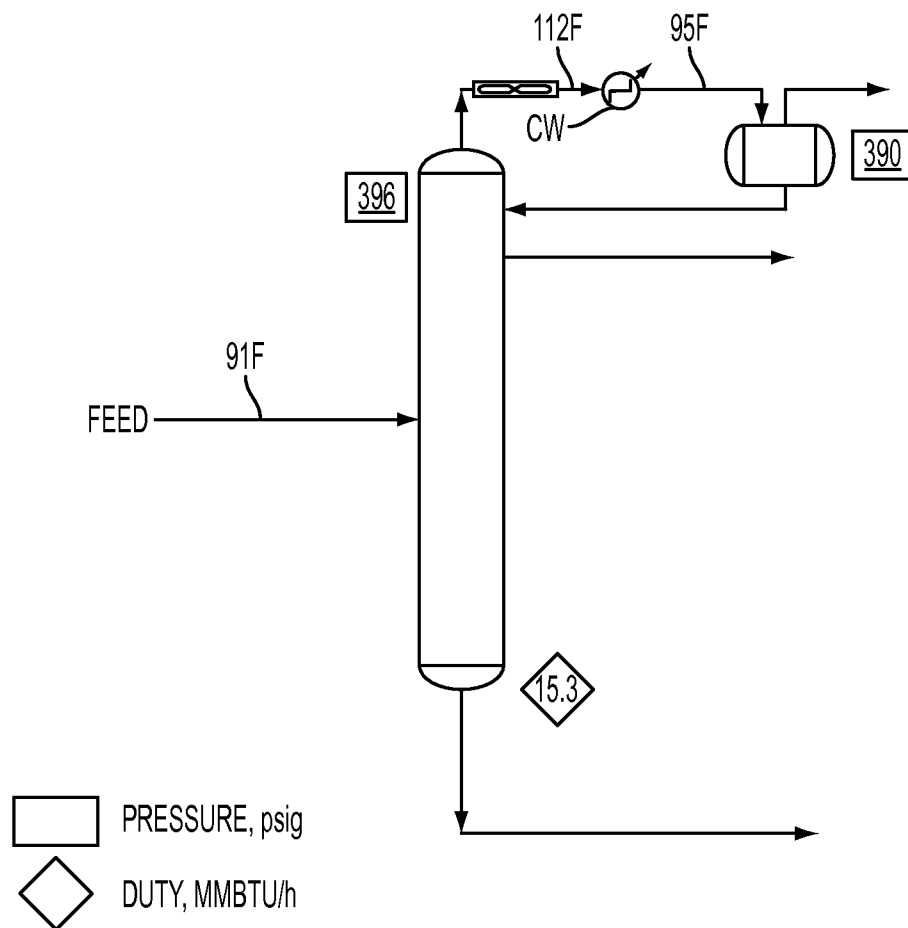 112F
95F
CW
390
396
91F
FEED
15.3
PRESSURE, psig
DUTY, MMBTU/h